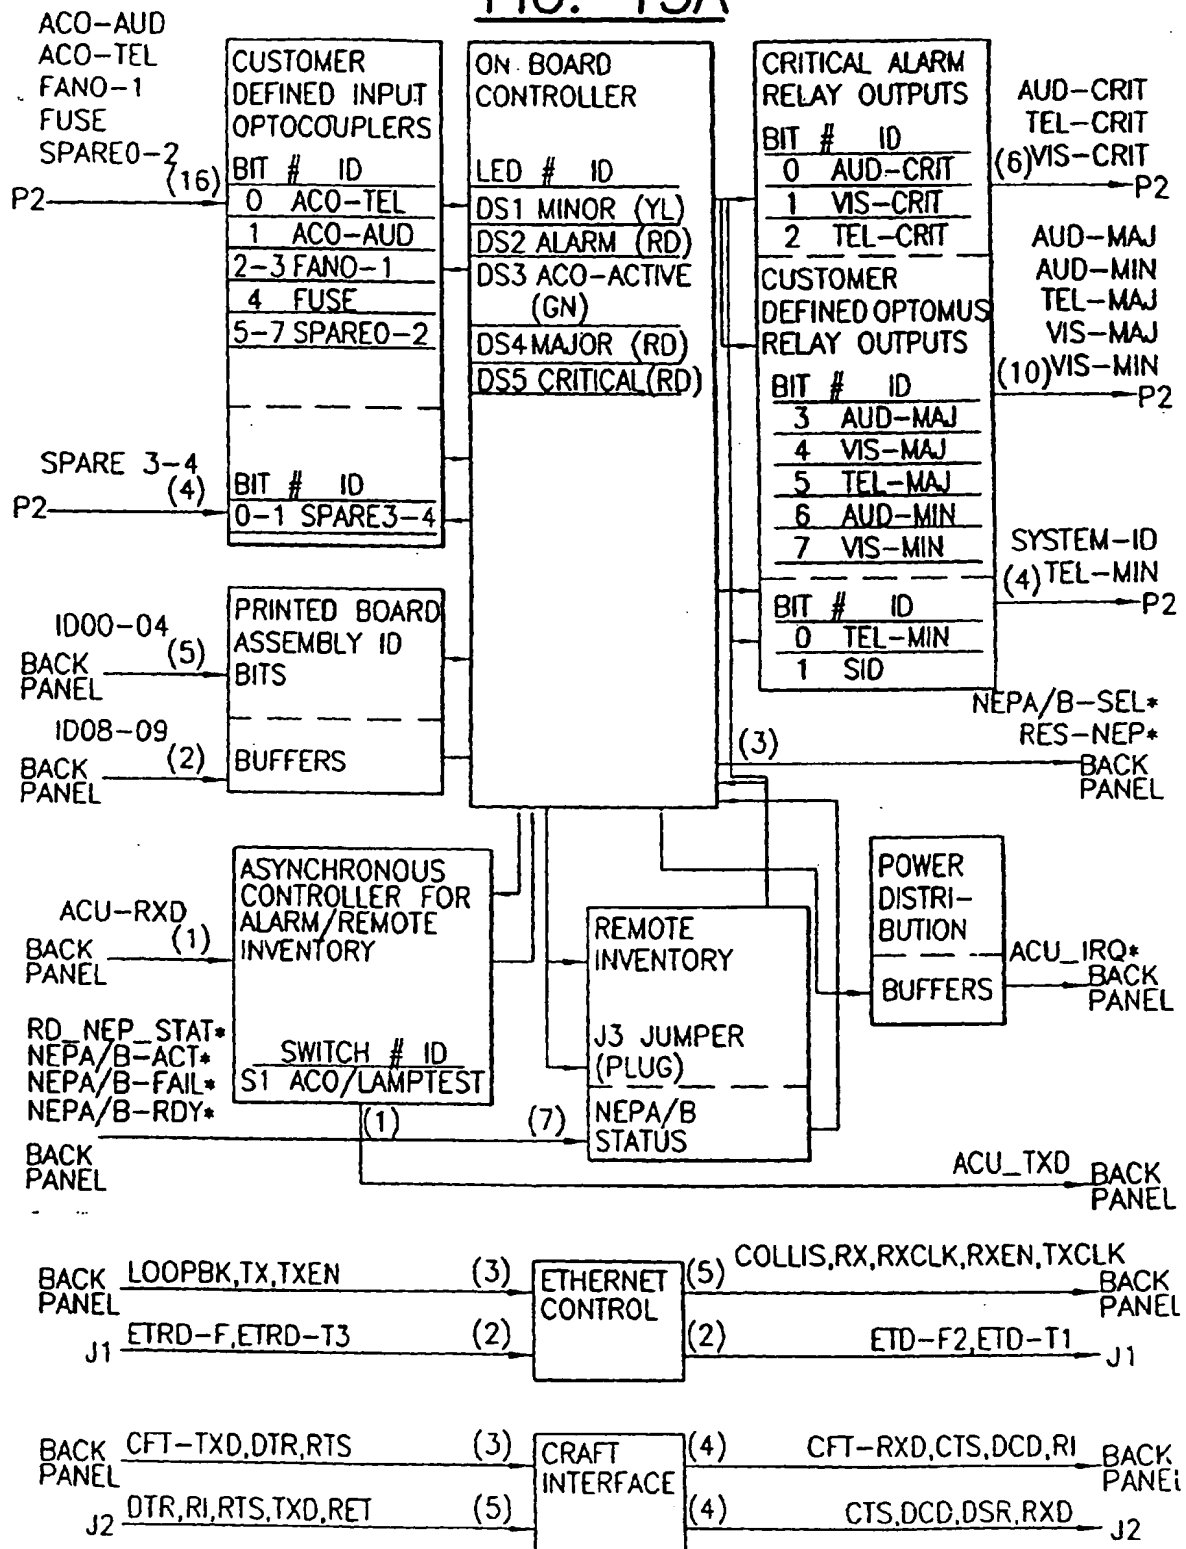 FIG. 15A
ACO-AUD
ACO-TEL
FAN0-1
FUSE
SPARE0-2
(16)
P2
CUSTOMER
DEFINED INPUT
OPTOCOUPLERS
BIT # ID
0 ACO-TEL
1 ACO-AUD
2-3 FAN0-1
4 FUSE
5-7 SPARE0-2
SPARE 3-4
(4)
P2
BIT # ID
0-1 SPARE3-4
ON BOARD
CONTROLLER
LED # ID
DS1 MINOR (YL)
DS2 ALARM (RD)
DS3 ACO-ACTIVE
(GN)
DS4 MAJOR (RD)
DS5 CRITICAL(RD)
CRITICAL ALARM
RELAY OUTPUTS
BIT # ID
0 AUD-CRIT
1 VIS-CRIT
2 TEL-CRIT
CUSTOMER
DEFINED OPTOMUS
RELAY OUTPUTS
BIT # ID
3 AUD-MAJ
4 VIS-MAJ
5 TEL-MAJ
6 AUD-MIN
7 VIS-MIN
BIT # ID
0 TEL-MIN
1 SID
AUD-CRIT
TEL-CRIT
(6) VIS-CRIT
P2
AUD-MAJ
AUD-MIN
TEL-MAJ
VIS-MAJ
(10) VIS-MIN
P2
SYSTEM-ID
(4) TEL-MIN
P2
NEPA/B-SEL*
RES-NEP*
(3)
BACK
PANEL
ID00-04
(5)
BACK
PANEL
PRINTED BOARD
ASSEMBLY ID
BITS
ID08-09
(2)
BACK
PANEL
BUFFERS
ACU-RXD
(1)
BACK
PANEL
ASYNCHRONOUS
CONTROLLER FOR
ALARM/REMOTE
INVENTORY
SWITCH # ID
S1 ACO/LAMPTEST
REMOTE
INVENTORY
J3 JUMPER
(PLUG)
NEPA/B
STATUS
POWER
DISTRI-
BUTION
BUFFERS
ACU_IRQ*
BACK
PANEL
RD_NEP_STAT*
NEPA/B-ACT*
NEPA/B-FAIL*
NEPA/B-RDY*
(7)
BACK
PANEL
(1)
ACU_TXD
BACK
PANEL
BACK
PANEL
LOOPBK,TX,TXEN
(3)
ETHERNET
CONTROL
(5)
COLLIS,RX,RXCLK,RXEN,TXCLK
BACK
PANEL
J1
ETRD-F,ETRD-T3
(2)
(2)
ETD-F2,ETD-T1
J1
BACK
PANEL
CFT-TXD,DTR,RTS
(3)
CRAFT
INTERFACE
(4)
CFT-RXD,CTS,DCD,RI
BACK
PANEL
J2
DTR,RI,RTS,TXD,RET
(5)
(4)
CTS,DCD,DSR,RXD
J2